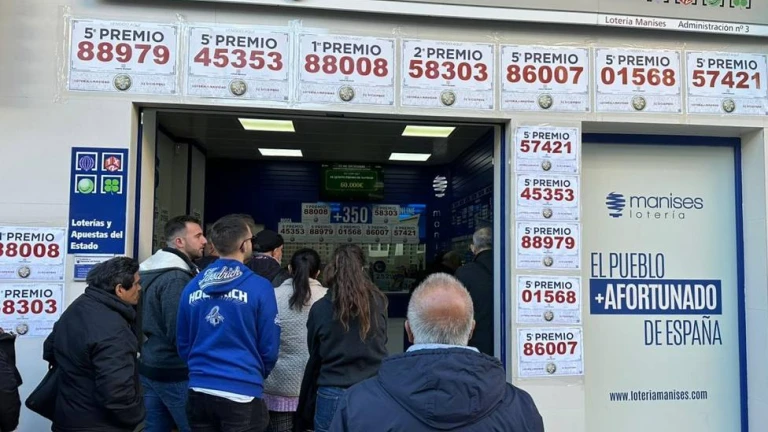 Lotería Manises Administración nº 3
5º PREMIO
88979
5º PREMIO
45353
1º PREMIO
88008
2º PREMIO
58303
5º PREMIO
86007
5º PREMIO
01568
5º PREMIO
57421
5º PREMIO
57421
5º PREMIO
45353
5º PREMIO
88979
5º PREMIO
01568
5º PREMIO
86007
Loterías y
Apuestas del
Estado
88008
58303
+350
88008
58303
45353 88979 01568 86007 57421
manises
lotería
EL PUEBLO
+AFORTUNADO
DE ESPAÑA
www.loteriamanises.com